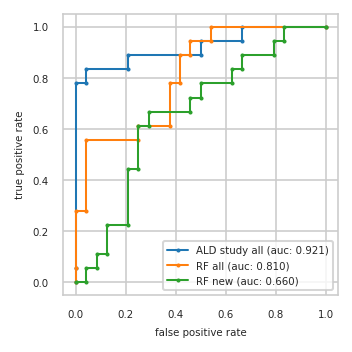 1.0
0.8
0.6
0.4
0.2
0.0
true positive rate
ALD study all (auc: 0.921)
RF all (auc: 0.810)
RF new (auc: 0.660)
0.0 0.2 0.4 0.6 0.8 1.0
false positive rate